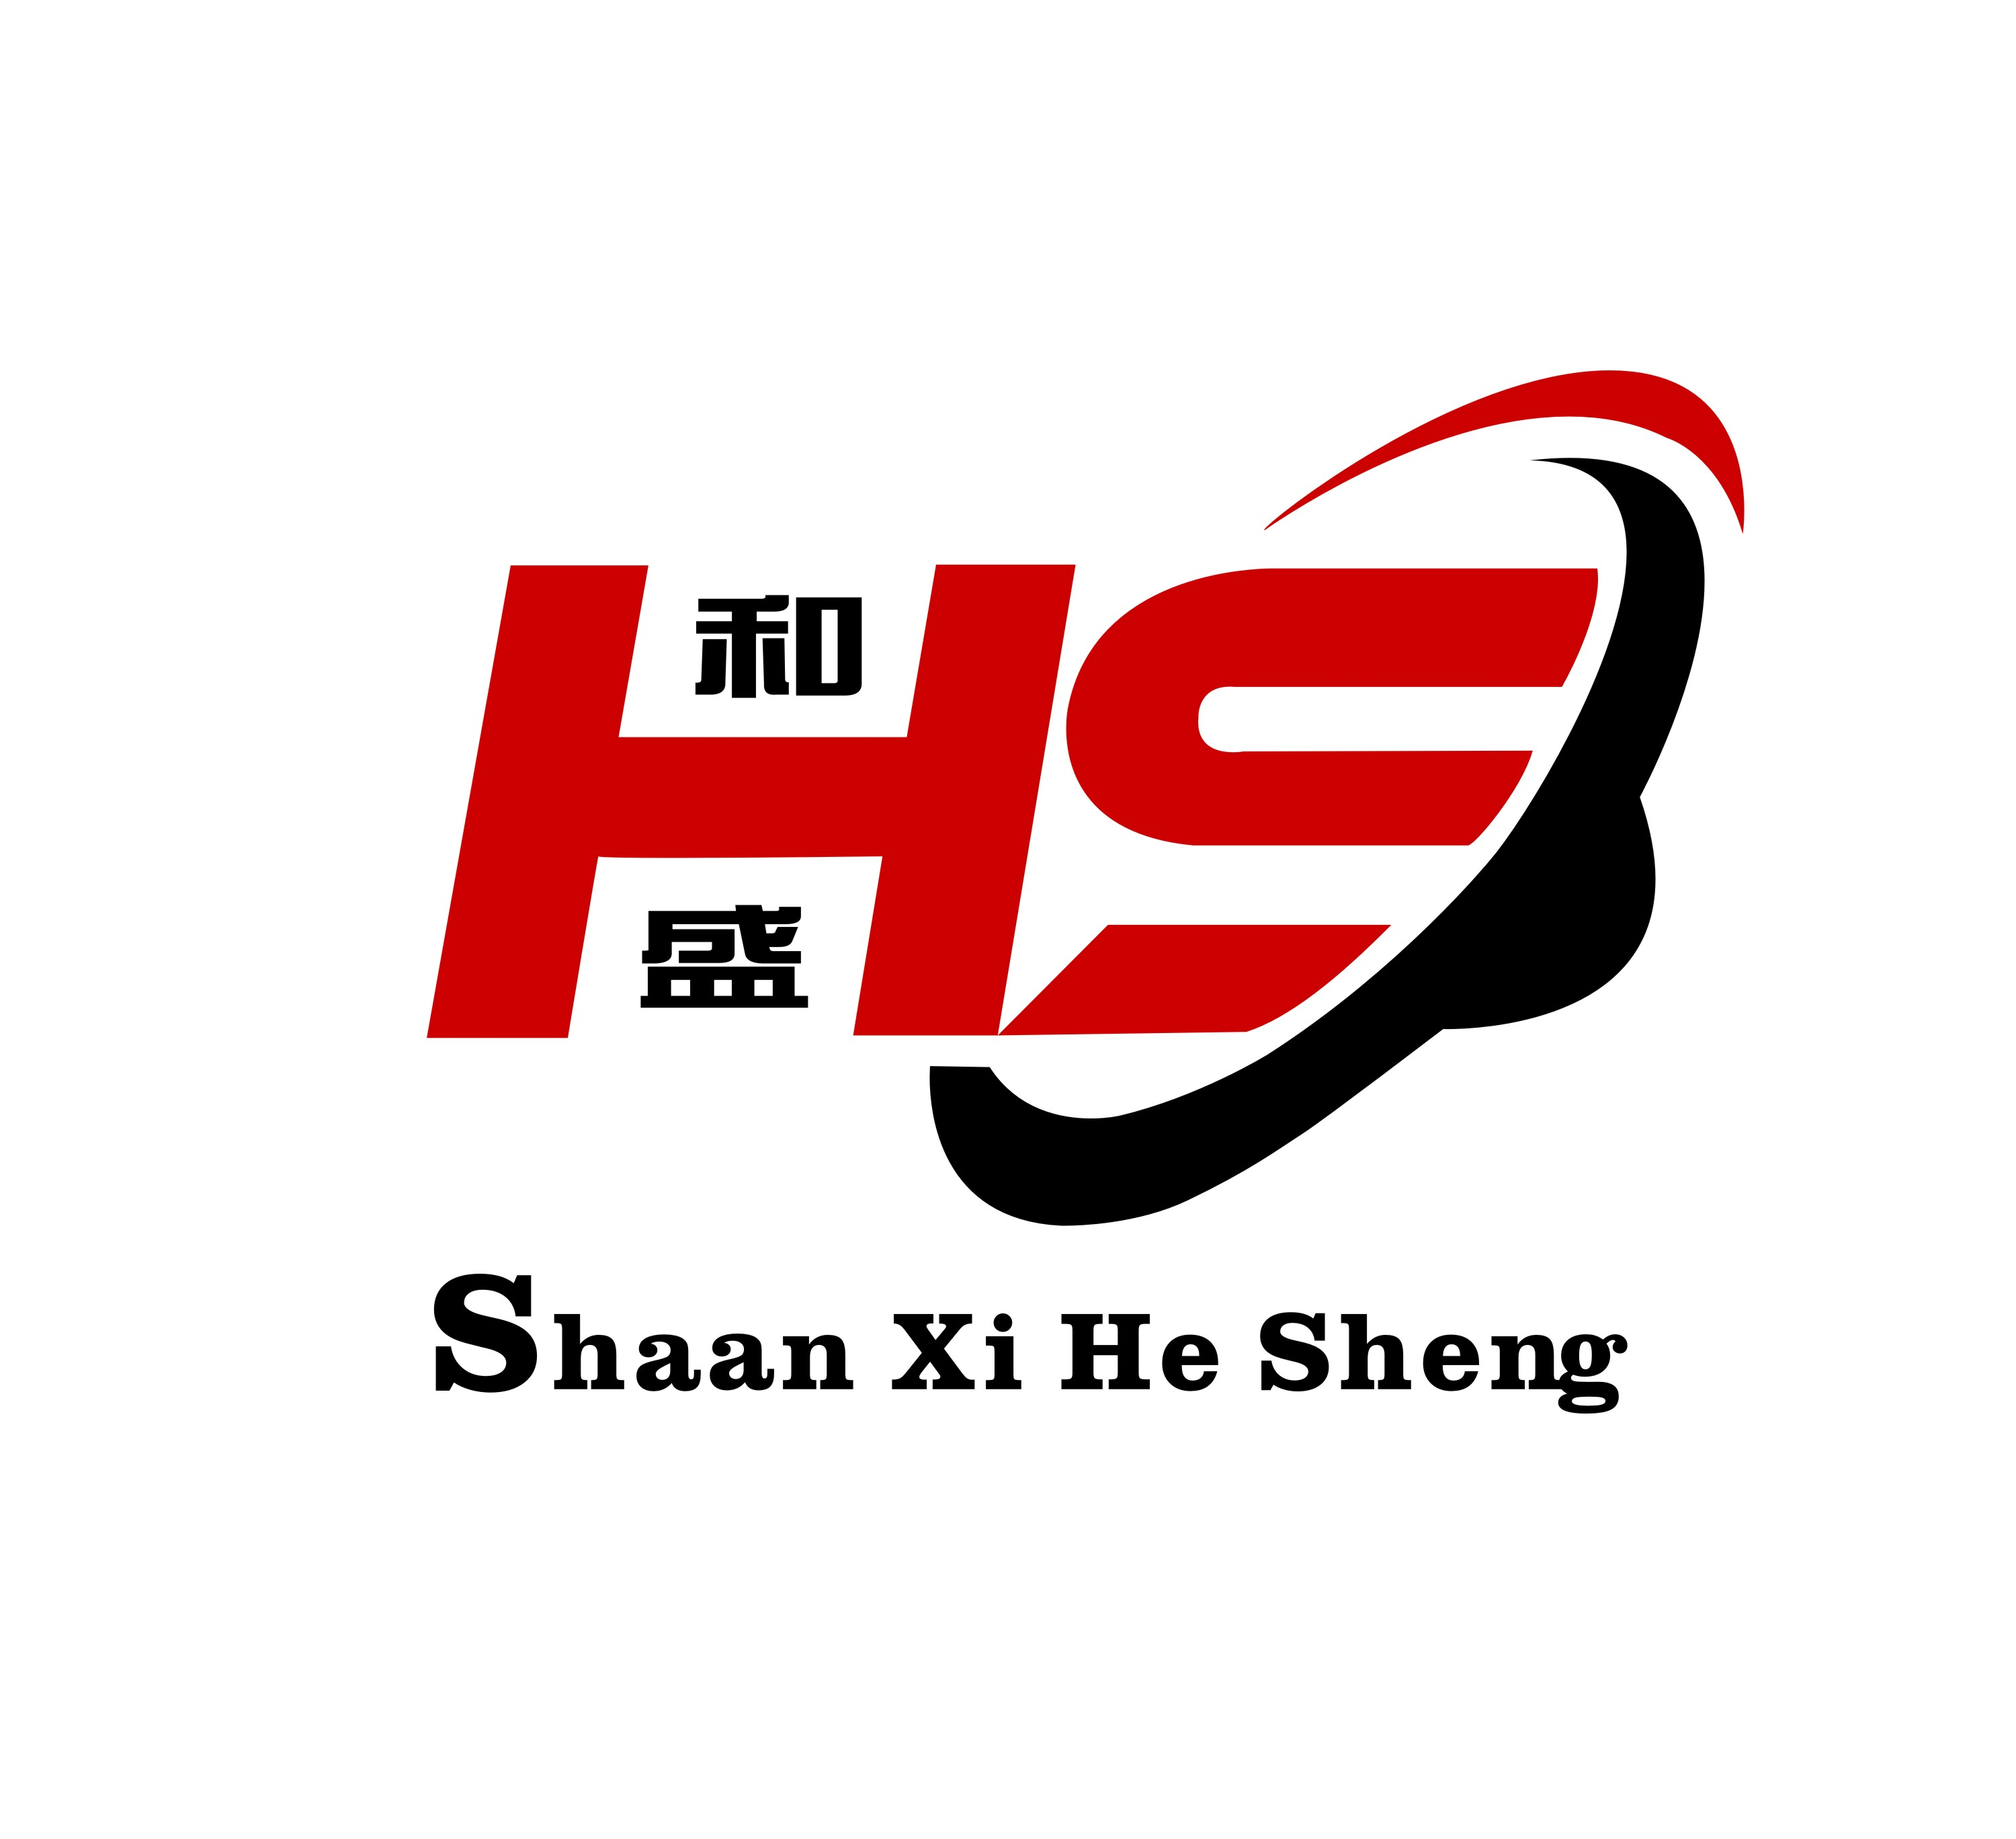 HS
和
盛
Shaan Xi He Sheng